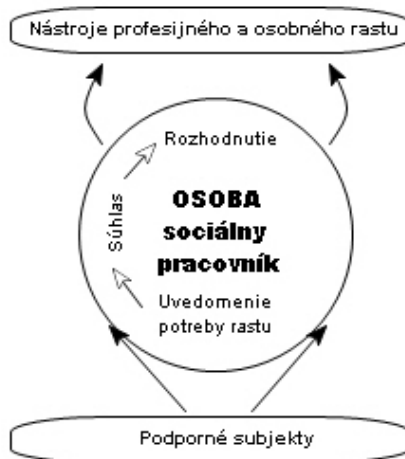 Nástroje profesijného a osobného rastu
Rozhodnutie
Súhlas
OSOBA
sociálny
pracovník
Uvedomenie
potreby rastu
Podporné subjekty